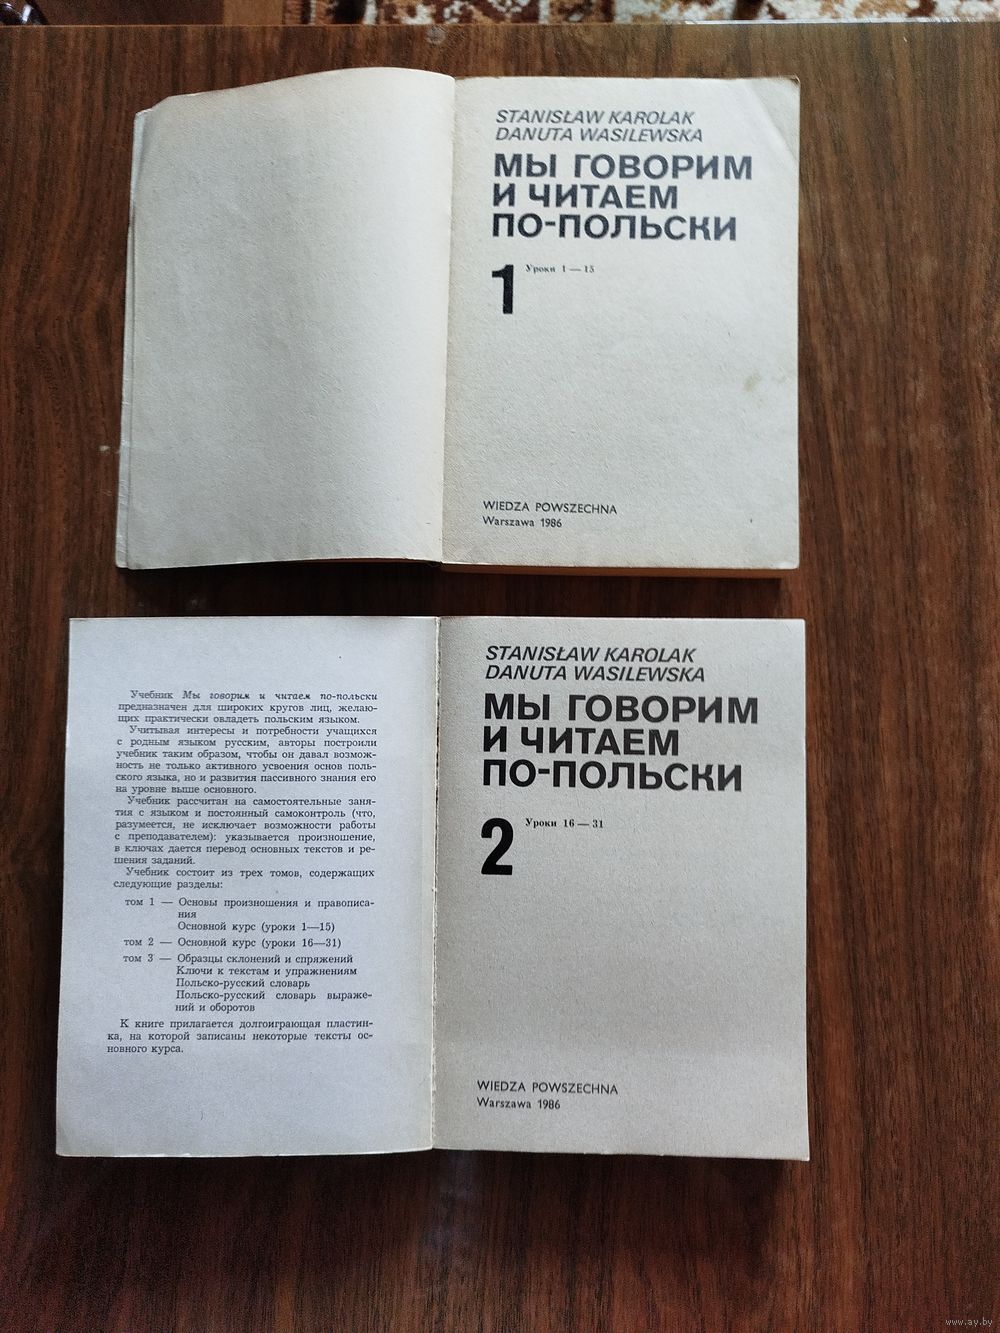 STANISŁAW KAROLAK
DANUTA WASILEWSKA
МЫ ГОВОРИМ
И ЧИТАЕМ
ПО-ПОЛЬСКИ
1 Уроки 1 — 15
WIEDZA POWSZECHNA
Warszawa 1986
Учебник Мы говорим и читаем по-польски
предназначен для широких кругов лиц, желаю-
щих практически овладеть польским языком.
Учитывая интересы и потребности учащихся
с родным языком русским, авторы построили
учебник таким образом, чтобы он давал возмож-
ность не только активного усвоения основ поль-
ского языка, но и развития пассивного знания его
на уровне выше основного.
Учебник рассчитан на самостоятельные заня-
тия с языком и постоянный самоконтроль (что,
разумеется, не исключает возможности работы
с преподавателем): указывается произношение,
в ключах дается перевод основных текстов и ре-
шения заданий.
Учебник состоит из трех томов, содержащих
следующие разделы:
том 1 — Основы произношения и правописа-
ния
Основной курс (уроки 1—15)
том 2 — Основной курс (уроки 16—31)
том 3 — Образцы склонений и спряжений
Ключи к текстам и упражнениям
Польско-русский словарь
Польско-русский словарь выраже-
ний и оборотов
К книге прилагается долгоиграющая пластин-
ка, на которой записаны некоторые тексты ос-
новного курса.
STANISŁAW KAROLAK
DANUTA WASILEWSKA
МЫ ГОВОРИМ
И ЧИТАЕМ
ПО-ПОЛЬСКИ
2 Уроки 16 — 31
WIEDZA POWSZECHNA
Warszawa 1986
www.ay.by